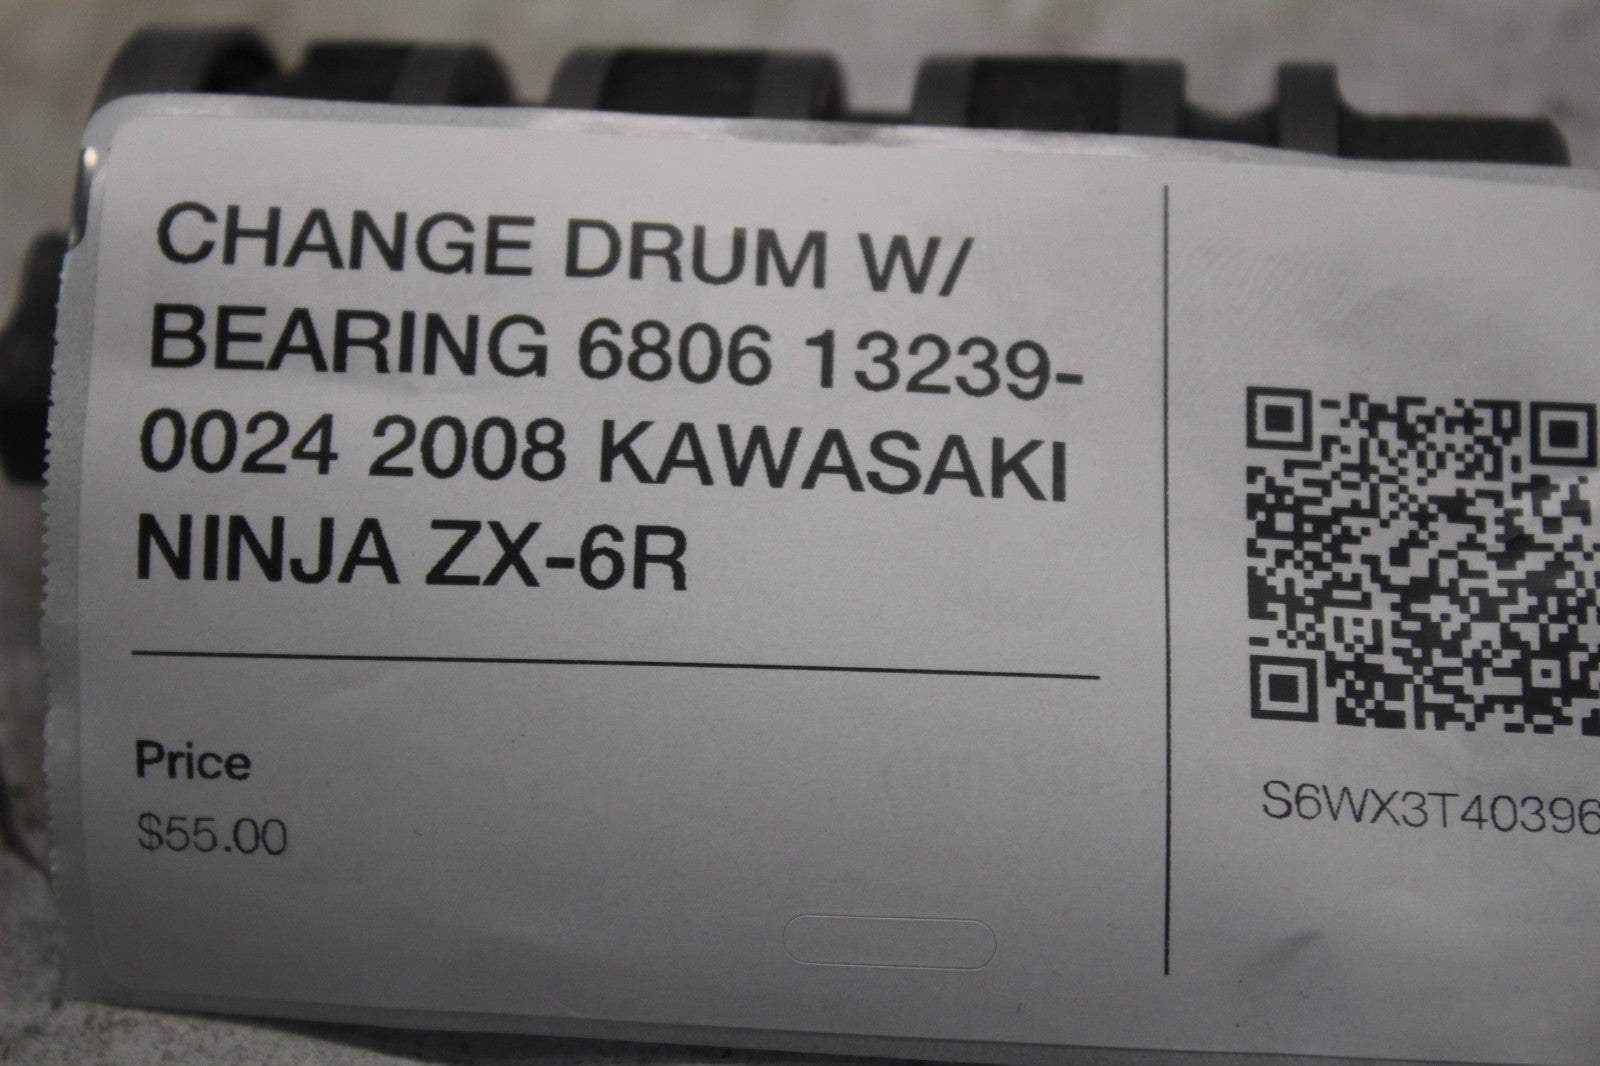 CHANGE DRUM W/
BEARING 6806 13239-
0024 2008 KAWASAKI
NINJA ZX-6R
Price
$55.00
S6WX3T40396